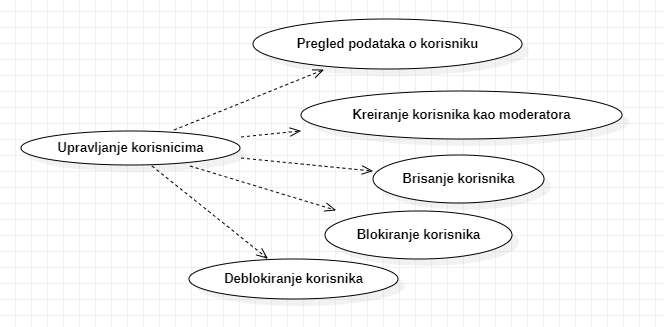 Pregled podataka o korisniku
Kreiranje korisnika kao moderatora
Upravljanje korisnicima
Brisanje korisnika
Blokiranje korisnika
Deblokiranje korisnika